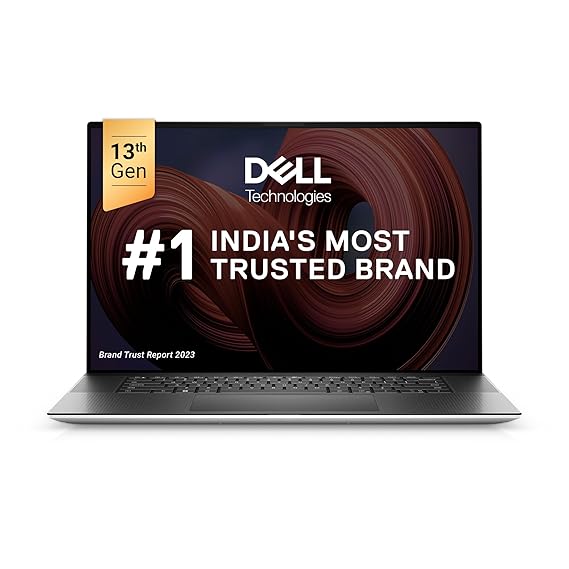 13th
Gen
DELL
Technologies
#1 INDIA'S MOST
TRUSTED BRAND
Brand Trust Report 2023